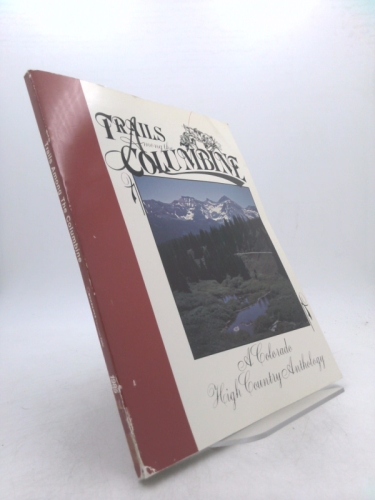 TRAILS
Among the
COLUMBINE
A Colorado
High Country Anthology
Trails Among The Columbine